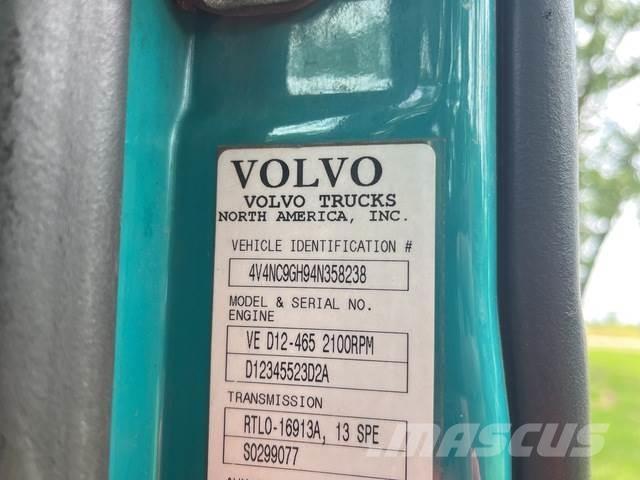 VOLVO
VOLVO TRUCKS
NORTH AMERICA, INC.
VEHICLE IDENTIFICATION #
4V4NC9GH94N358238
MODEL & SERIAL NO.
ENGINE
VE D12-465 2100RPM
D12345523D2A
TRANSMISSION
RTLO-16913A, 13 SPE
SO299077
MASCUS